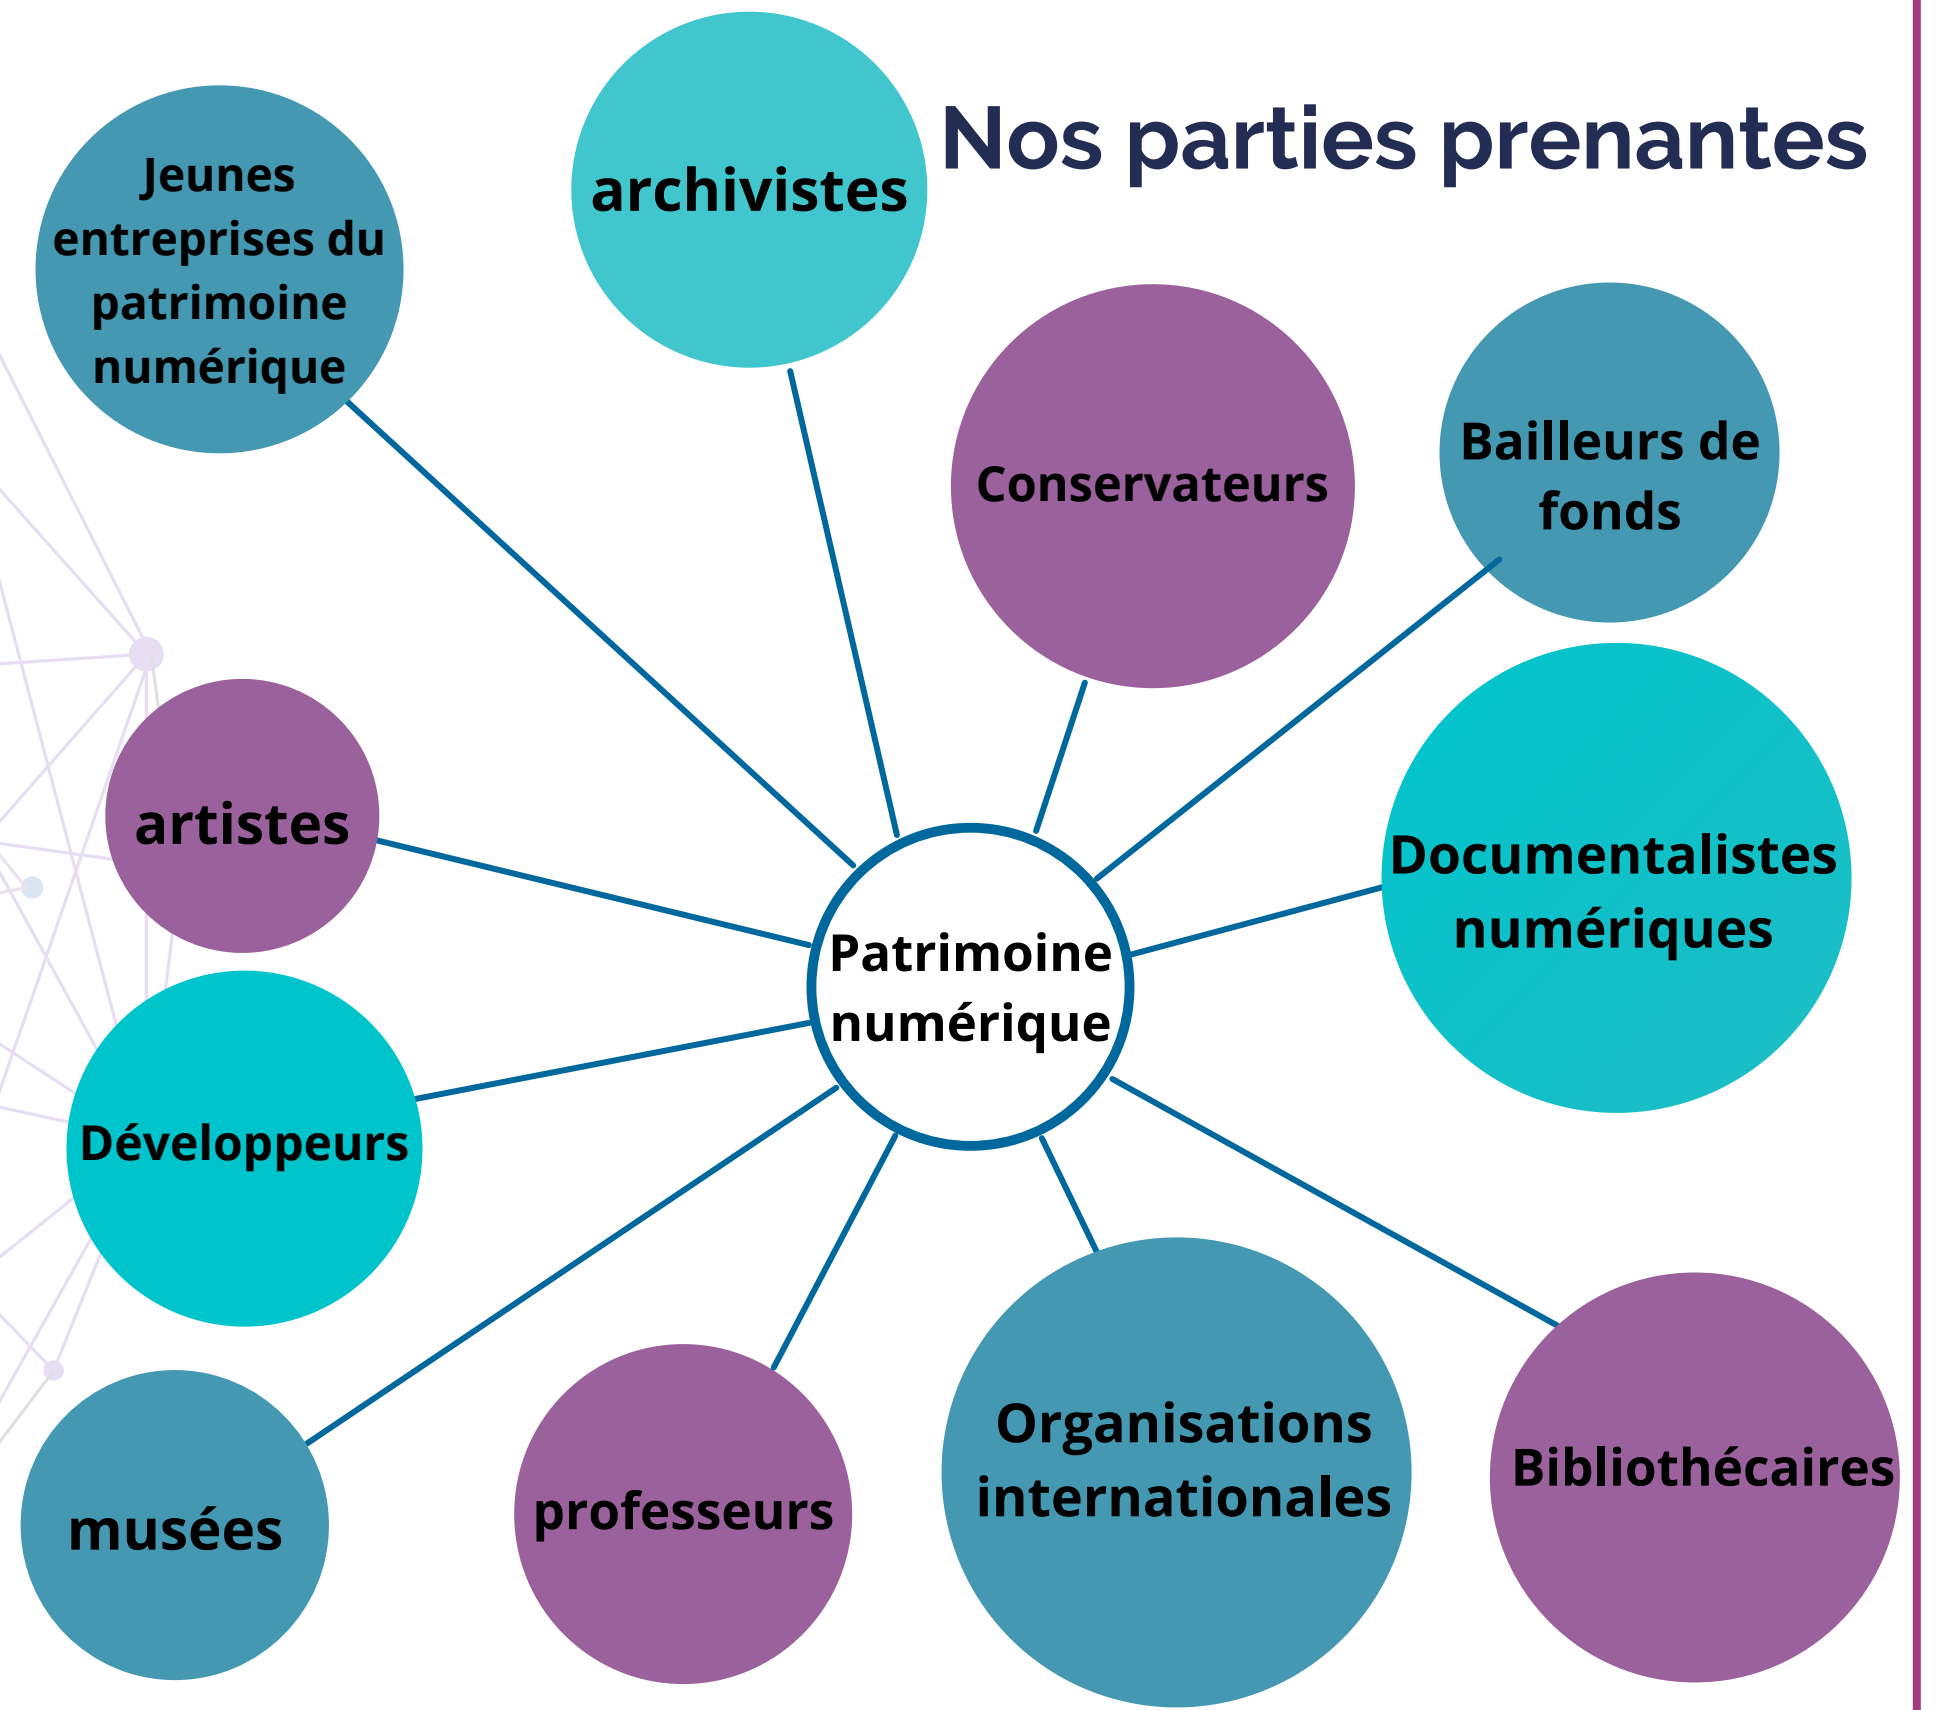 Nos parties prenantes
Jeunes
entreprises du
patrimoine
numérique
archivistes
Conservateurs
Bailleurs de
fonds
artistes
Documentalistes
numériques
Patrimoine
numérique
Développeurs
musées
professeurs
Organisations
internationales
Bibliothécaires